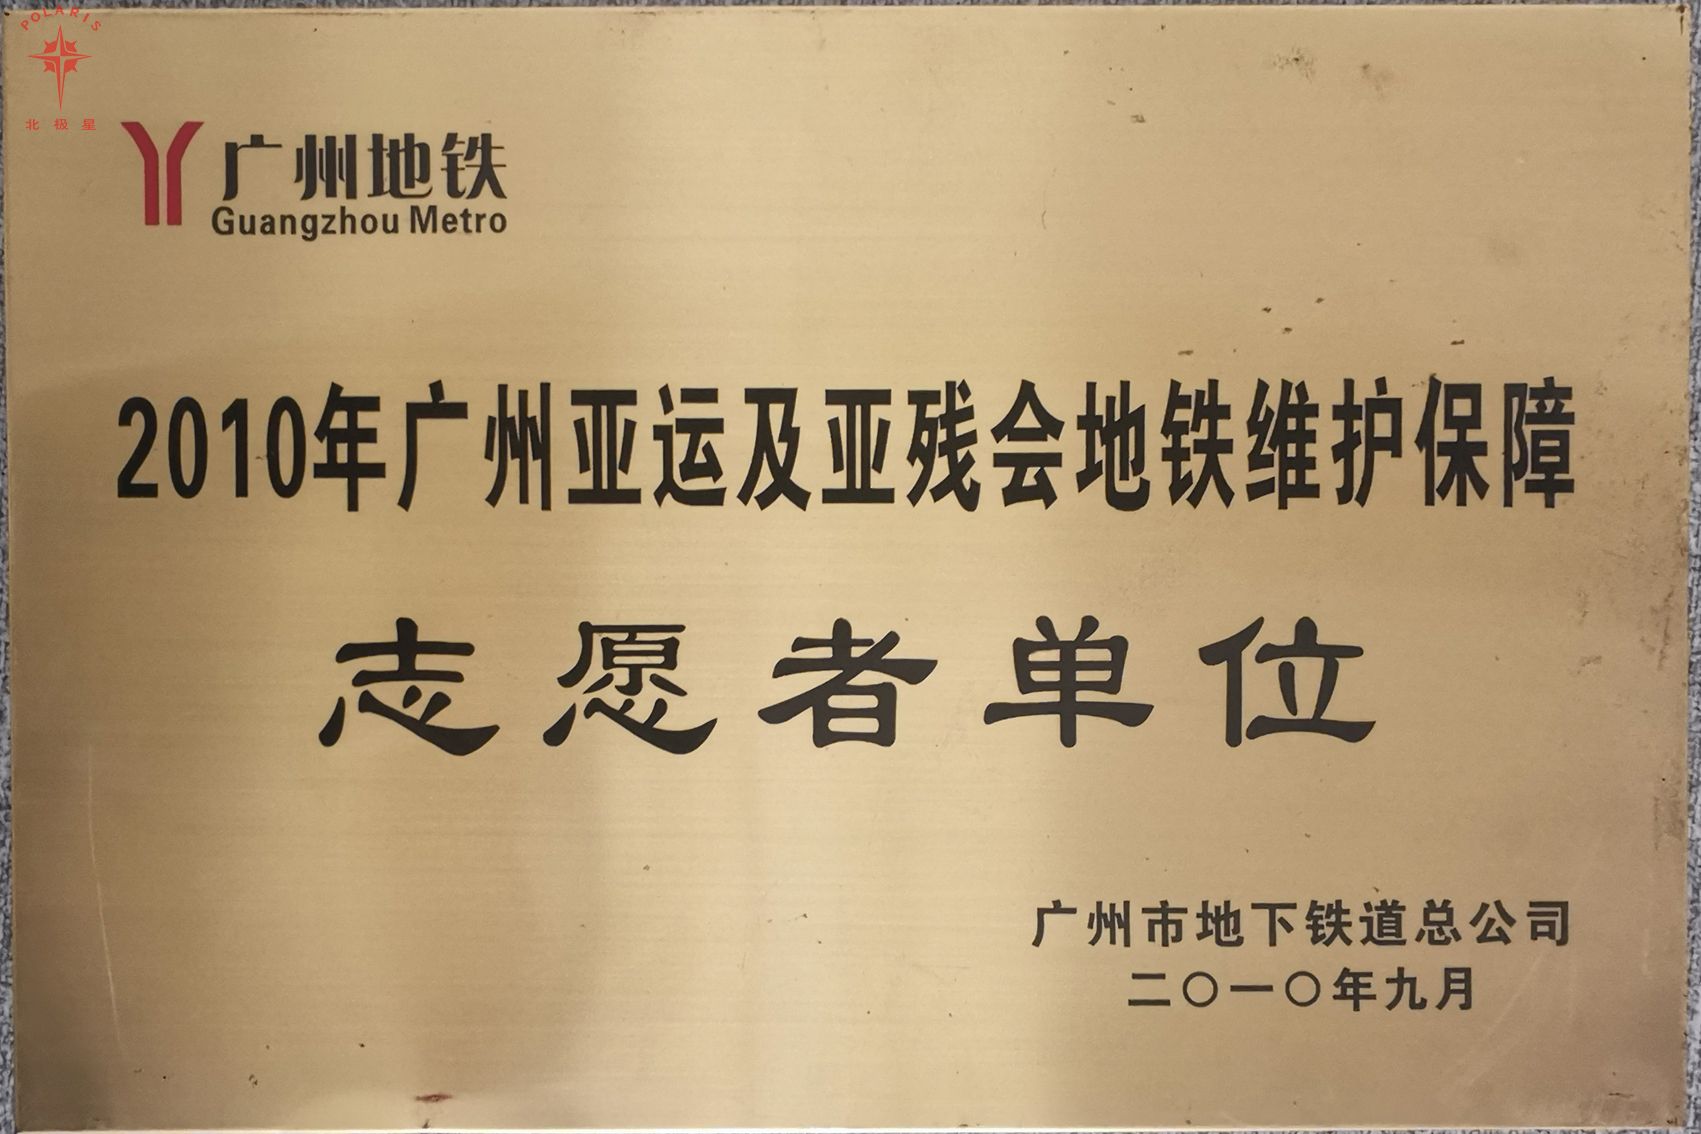 POLARIS
北极星
广州地铁
Guangzhou Metro
2010年广州亚运及亚残会地铁维护保障
志愿者单位
广州市地下铁道总公司
二〇一〇年九月